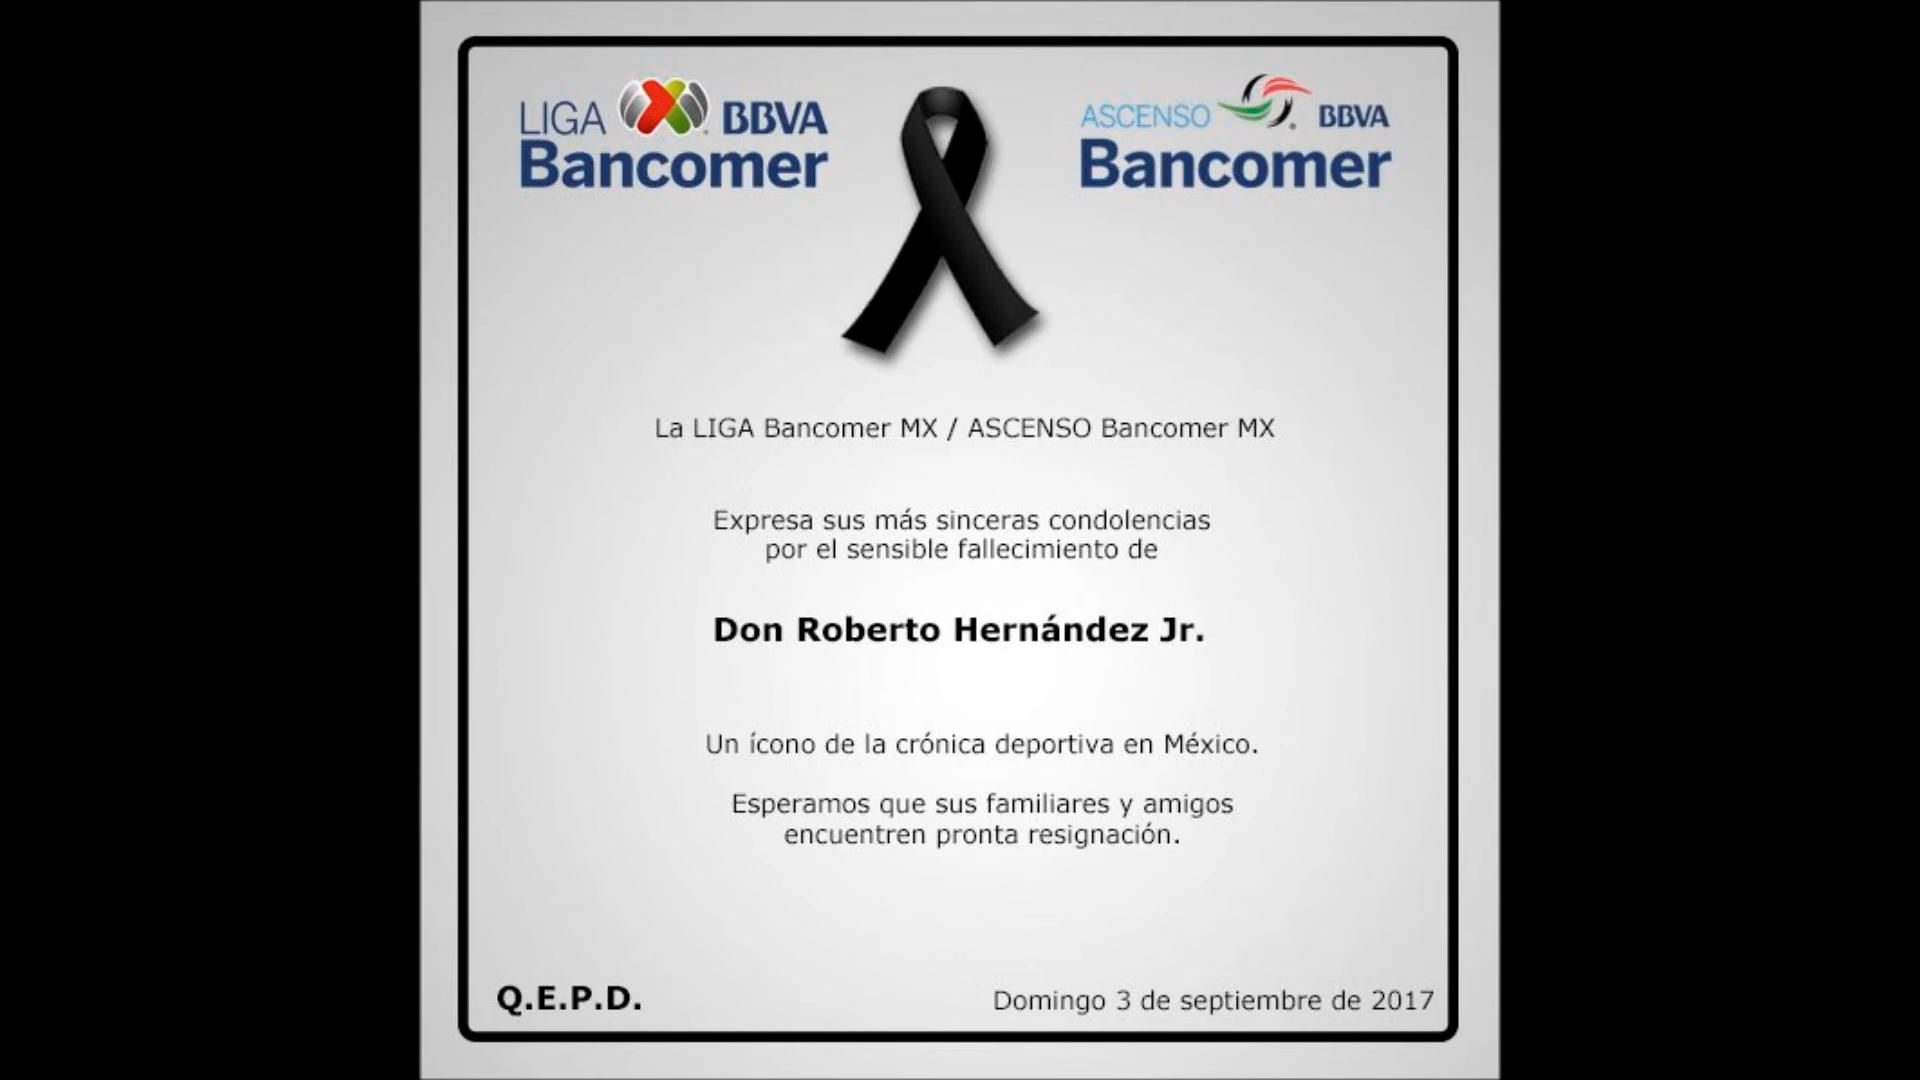 LIGA BBVA
Bancomer
ASCENSO BBVA
Bancomer
La LIGA Bancomer MX / ASCENSO Bancomer MX
Expresa sus más sinceras condolencias
por el sensible fallecimiento de
Don Roberto Hernández Jr.
Un ícono de la crónica deportiva en México.
Esperamos que sus familiares y amigos
encuentren pronta resignación.
Q.E.P.D.
Domingo 3 de septiembre de 2017